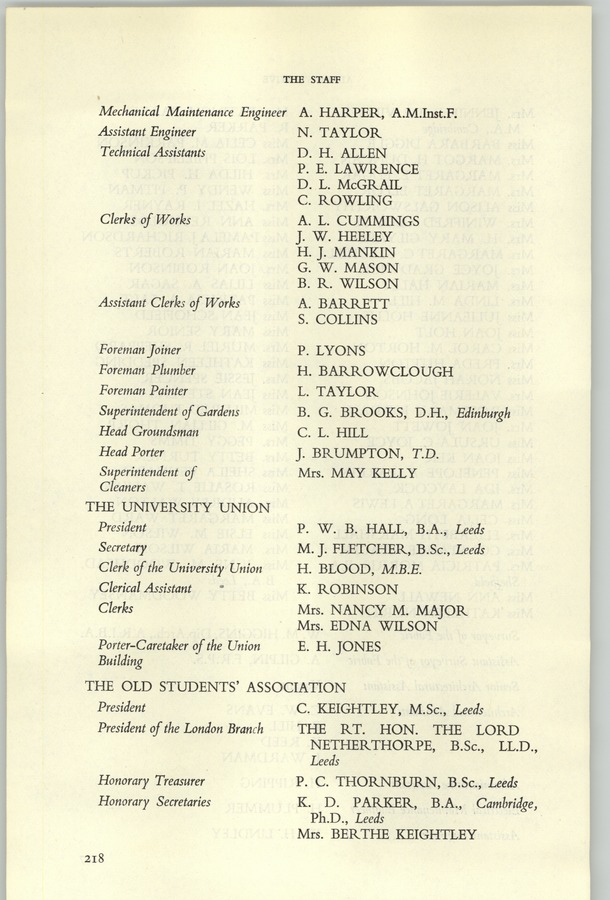 THE STAFF
Mechanical Maintenance Engineer A. HARPER, A.M.Inst.F.
Assistant Engineer N. TAYLOR
Technical Assistants D. H. ALLEN
P. E. LAWRENCE
D. L. McGRAIL
C. ROWLING
Clerks of Works A. L. CUMMINGS
J. W. HEELEY
H. J. MANKIN
G. W. MASON
B. R. WILSON
Assistant Clerks of Works A. BARRETT
S. COLLINS
Foreman Joiner P. LYONS
Foreman Plumber H. BARROWCLOUGH
Foreman Painter L. TAYLOR
Superintendent of Gardens B. G. BROOKS, D.H., Edinburgh
Head Groundsman C. L. HILL
Head Porter J. BRUMPTON, T.D.
Superintendent of Mrs. MAY KELLY
Cleaners
THE UNIVERSITY UNION
President P. W. B. HALL, B.A., Leeds
Secretary M. J. FLETCHER, B.Sc., Leeds
Clerk of the University Union H. BLOOD, M.B.E.
Clerical Assistant K. ROBINSON
Clerks Mrs. NANCY M. MAJOR
Mrs. EDNA WILSON
Porter-Caretaker of the Union E. H. JONES
Building
THE OLD STUDENTS' ASSOCIATION
President C. KEIGHTLEY, M.Sc., Leeds
President of the London Branch THE RT. HON. THE LORD
NETHERTHORPE, B.Sc., LL.D.,
Leeds
Honorary Treasurer P. C. THORNBURN, B.Sc., Leeds
Honorary Secretaries K. D. PARKER, B.A., Cambridge,
Ph.D., Leeds
Mrs. BERTHE KEIGHTLEY
218